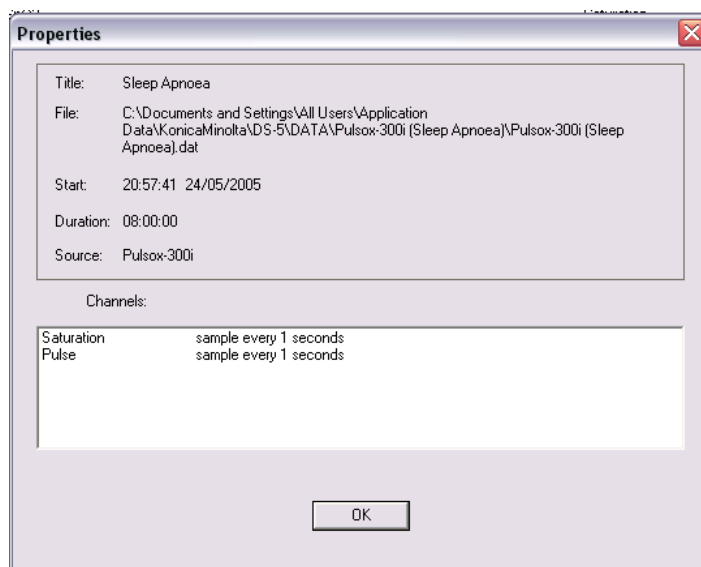 Properties
Title: Sleep Apnoea
File: C:\Documents and Settings\All Users\Application
Data\KonicaMinolta\DS-5\DATA\Pulsox-300i (Sleep Apnoea)\Pulsox-300i (Sleep
Apnoea).dat
Start: 20:57:41 24/05/2005
Duration: 08:00:00
Source: Pulsox-300i
Channels:
Saturation sample every 1 seconds
Pulse sample every 1 seconds
OK